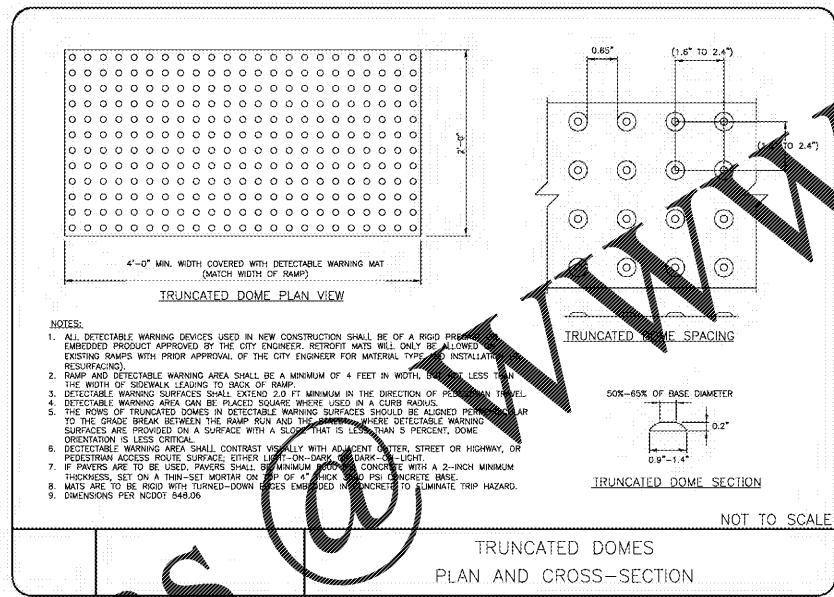 0.65" (1.6" TO 2.4")
2'-0"
TO 2.4")
4'-0" MIN. WIDTH COVERED WITH DETECTABLE WARNING MAT
(MATCH WIDTH OF RAMP)
TRUNCATED DOME PLAN VIEW
TRUNCATED DOME SPACING
NOTES:
1. ALL DETECTABLE WARNING DEVICES USED IN NEW CONSTRUCTION SHALL BE OF A RIGID
EMBEDDED PRODUCT APPROVED BY THE CITY ENGINEER. RETROFIT MATS WILL ONLY BE ALLOWED
EXISTING RAMPS WITH PRIOR APPROVAL OF THE CITY ENGINEER FOR MATERIAL TYPE AND INSTALLATION
RESURFACING).
2. RAMP AND DETECTABLE WARNING AREA SHALL BE A MINIMUM OF 4 FEET IN WIDTH, BUT NOT LESS THAN
THE WIDTH OF SIDEWALK LEADING TO BACK OF RAMP.
3. DETECTABLE WARNING SURFACES SHALL EXTEND 2.0 FT MINIMUM IN THE DIRECTION OF PEDESTRIAN TRAVEL.
4. DETECTABLE WARNING AREA CAN BE PLACED SQUARE WHERE USED IN A CURB RADIUS.
5. THE ROWS OF TRUNCATED DOMES IN DETECTABLE WARNING SURFACES SHOULD BE ALIGNED PERPENDICULAR
TO THE GRADE BREAK BETWEEN THE RAMP RUN AND THE WHERE DETECTABLE WARNING
SURFACES ARE PROVIDED ON A SURFACE WITH A SLOPE THAT IS LESS THAN 5 PERCENT, DOME
ORIENTATION IS LESS CRITICAL.
6. DECTECTABLE WARNING AREA SHALL CONTRAST VISUALLY WITH ADJACENT GUTTER, STREET OR HIGHWAY, OR
PEDESTRIAN ACCESS ROUTE SURFACE; EITHER LIGHT-ON-DARK, OR DARK-ON-LIGHT.
7. IF PAVERS ARE TO BE USED, PAVERS SHALL BE MINIMUM PSI CONCRETE WITH A 2-INCH MINIMUM
THICKNESS, SET ON A THIN-SET MORTAR ON TOP OF 4" THICK PSI CONCRETE BASE.
8. MATS ARE TO BE RIGID WITH TURNED-DOWN EDGES EMBEDDED IN CONCRETE TO ELIMINATE TRIP HAZARD.
9. DIMENSIONS PER NCDOT 848.06
50%-65% OF BASE DIAMETER
0.2"
0.9"-1.4"
TRUNCATED DOME SECTION
NOT TO SCALE
TRUNCATED DOMES
PLAN AND CROSS-SECTION
s @ WWW